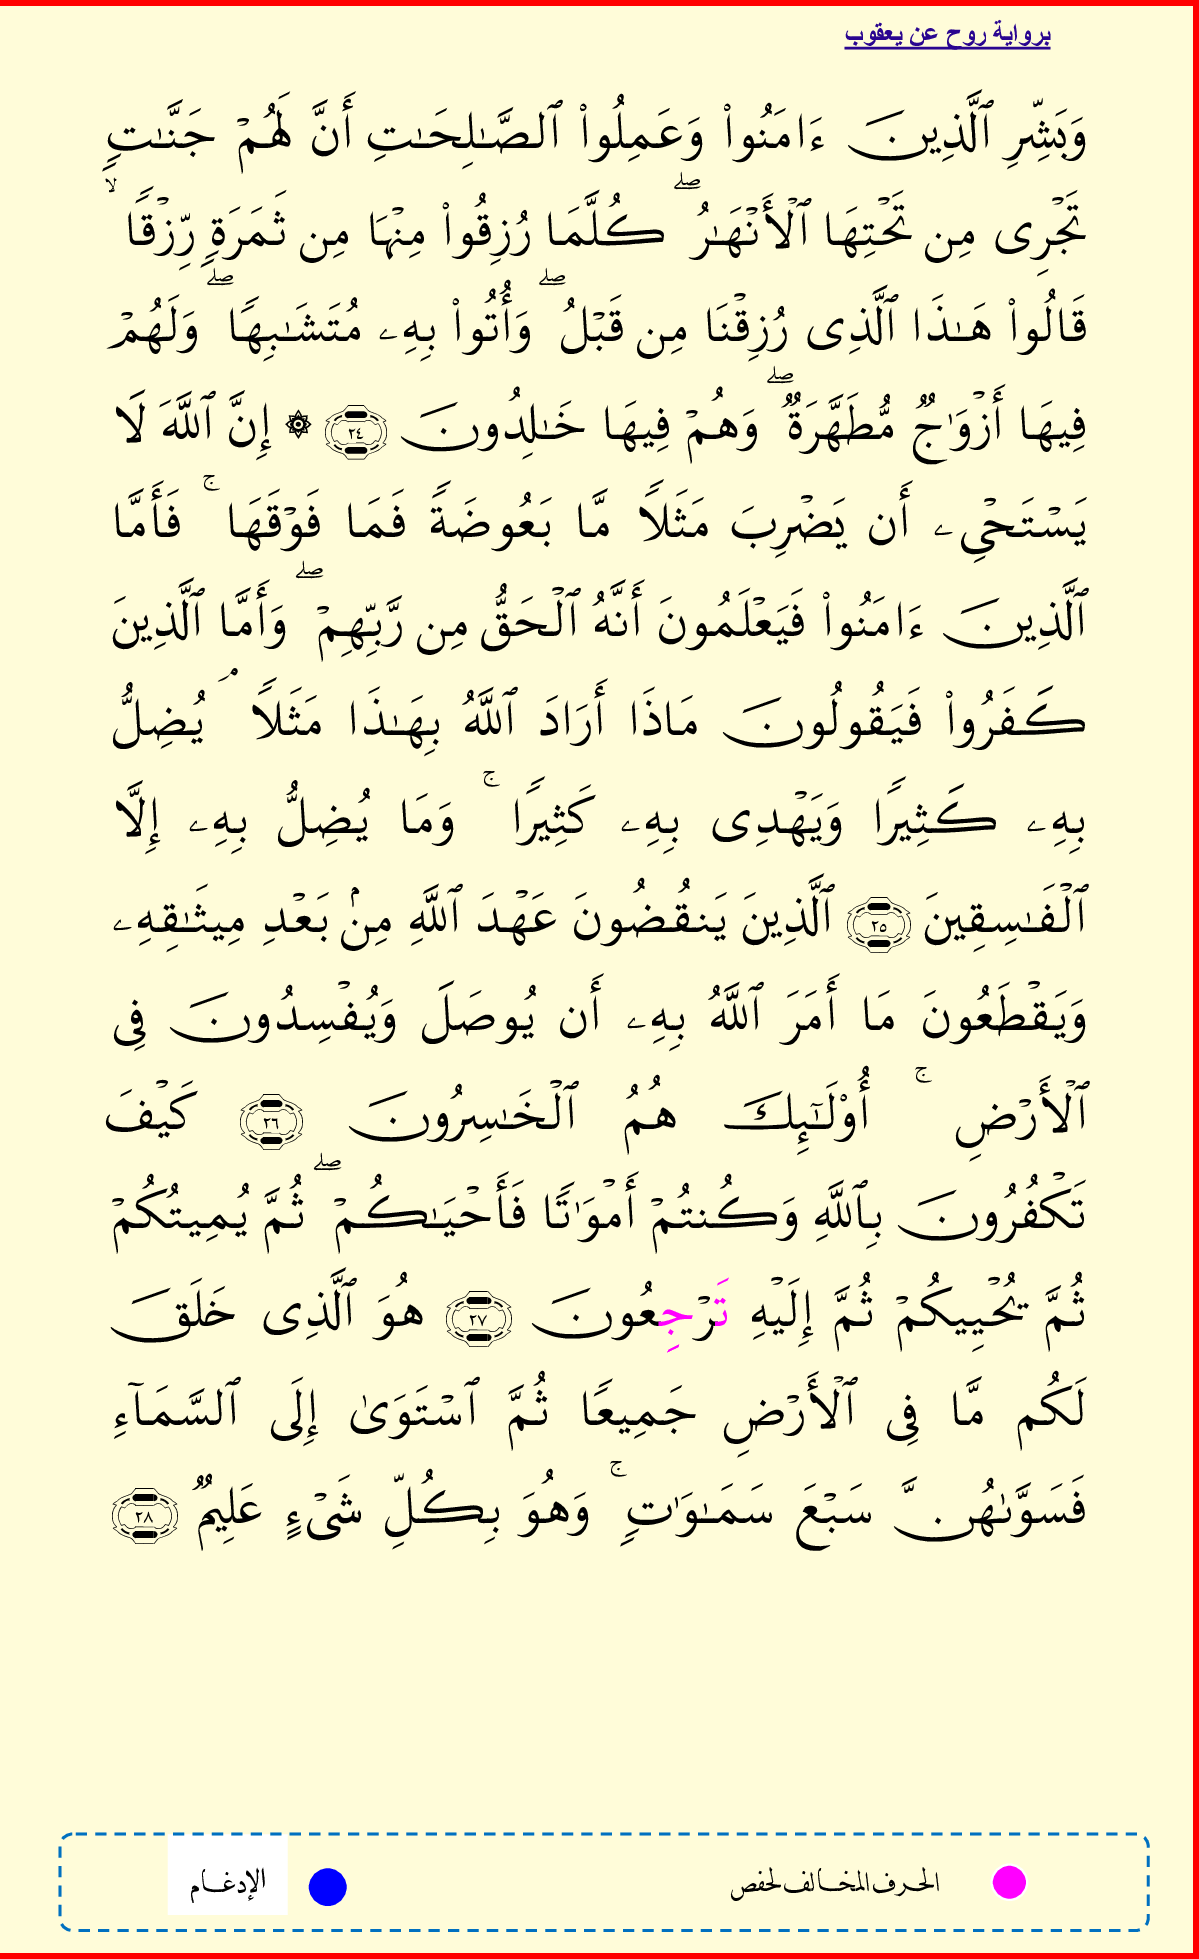 برواية روح عن يعقوب
وَبَشِّرِ ٱلَّذِينَ ءَامَنُوا۟ وَعَمِلُوا۟ ٱلصَّـٰلِحَـٰتِ أَنَّ لَهُمْ جَنَّـٰتٍۢ
تَجْرِى مِن تَحْتِهَا ٱلْأَنْهَـٰرُ ۖ كُلَّمَا رُزِقُوا۟ مِنْهَا مِن ثَمَرَةٍۢ رِّزْقًۭا ۙ
قَالُوا۟ هَـٰذَا ٱلَّذِى رُزِقْنَا مِن قَبْلُ ۖ وَأُتُوا۟ بِهِۦ مُتَشَـٰبِهًۭا ۖ وَلَهُمْ
فِيهَا أَزْوَٰجٌۭ مُّطَهَّرَةٌۭ ۖ وَهُمْ فِيهَا خَـٰلِدُونَ ٢٤ ۞ إِنَّ ٱللَّهَ لَا
يَسْتَحْىِۦ أَن يَضْرِبَ مَثَلًۭا مَّا بَعُوضَةًۭ فَمَا فَوْقَهَا ۚ فَأَمَّا
ٱلَّذِينَ ءَامَنُوا۟ فَيَعْلَمُونَ أَنَّهُ ٱلْحَقُّ مِن رَّبِّهِمْ ۖ وَأَمَّا ٱلَّذِينَ
كَفَرُوا۟ فَيَقُولُونَ مَاذَا أَرَادَ ٱللَّهُ بِهَـٰذَا مَثَلًۭا ۘ يُضِلُّ
بِهِۦ كَثِيرًۭا وَيَهْدِى بِهِۦ كَثِيرًۭا ۚ وَمَا يُضِلُّ بِهِۦ إِلَّا
ٱلْفَـٰسِقِينَ ٢٥ ٱلَّذِينَ يَنقُضُونَ عَهْدَ ٱللَّهِ مِنۢ بَعْدِ مِيثَـٰقِهِۦ
وَيَقْطَعُونَ مَا أَمَرَ ٱللَّهُ بِهِۦ أَن يُوصَلَ وَيُفْسِدُونَ فِى
ٱلْأَرْضِ ۚ أُو۟لَـٰٓئِكَ هُمُ ٱلْخَـٰسِرُونَ ٢٦ كَيْفَ
تَكْفُرُونَ بِٱللَّهِ وَكُنتُمْ أَمْوَٰتًۭا فَأَحْيَـٰكُمْ ۖ ثُمَّ يُمِيتُكُمْ
ثُمَّ يُحْيِيكُمْ ثُمَّ إِلَيْهِ تَرْجِعُونَ ٢٧ هُوَ ٱلَّذِى خَلَقَ
لَكُم مَّا فِى ٱلْأَرْضِ جَمِيعًۭا ثُمَّ ٱسْتَوَىٰ إِلَى ٱلسَّمَآءِ
فَسَوَّىٰهُنَّ سَبْعَ سَمَـٰوَٰتٍۢ ۚ وَهُوَ بِكُلِّ شَىْءٍ عَلِيمٌۭ ٢٨
الحرف المخالف لحفص
الإدغام